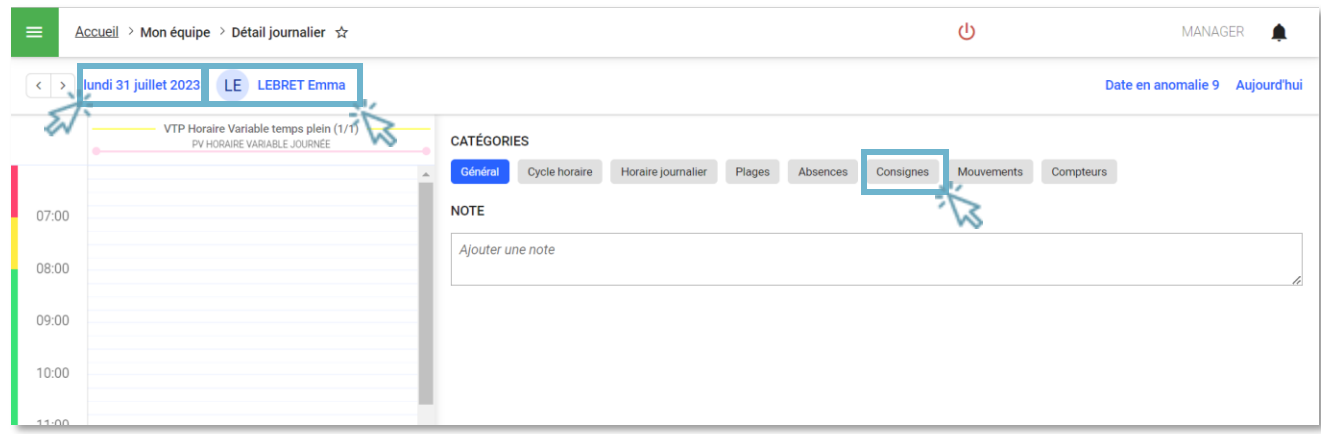 Accueil > Mon équipe > Détail journalier ☆
MANAGER
< > lundi 31 juillet 2023 LE LEBRET Emma
Date en anomalie 9 Aujourd'hui
VTP Horaire Variable temps plein (1/1)
PV HORAIRE VARIABLE JOURNÉE
CATÉGORIES
Général Cycle horaire Horaire journalier Plages Absences Consignes Mouvements Compteurs
NOTE
Ajouter une note
07:00
08:00
09:00
10:00
11:00